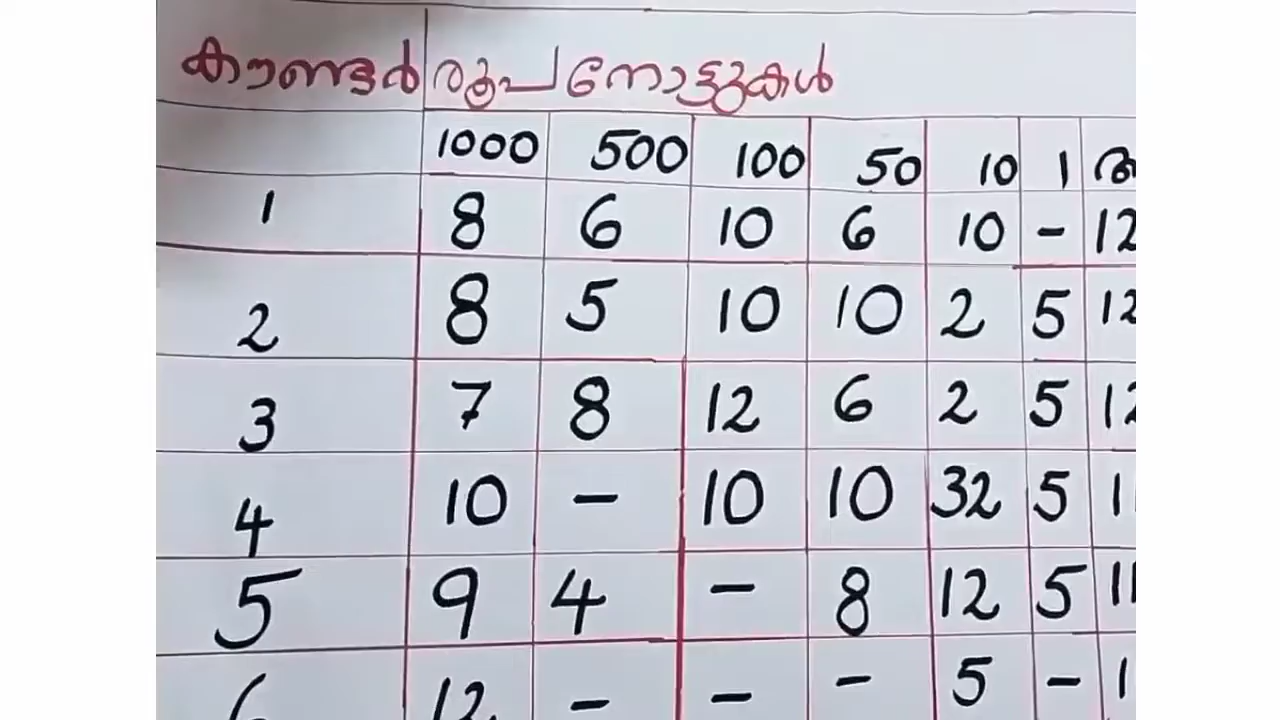 കൗണ്ടർ രൂപ നോട്ടുകൾ
1000 500 100 50 10 1
1 8 6 10 6 10 -
2 8 5 10 10 2 5
3 7 8 12 6 2 5
4 10 - 10 10 32 5
5 9 4 - 8 12 5
6 12 - - - 5 -